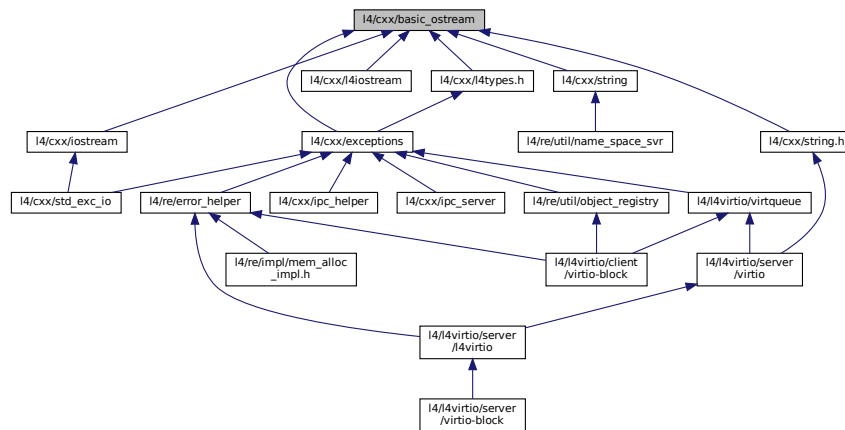 l4/cxx/basic_ostream
l4/cxx/l4iostream
l4/cxx/l4types.h
l4/cxx/string
l4/cxx/iostream
l4/cxx/exceptions
l4/re/util/name_space_svr
l4/cxx/string.h
l4/cxx/std_exc_io
l4/re/error_helper
l4/cxx/ipc_helper
l4/cxx/ipc_server
l4/re/util/object_registry
l4/l4virtio/virtqueue
l4/re/impl/mem_alloc
_impl.h
l4/l4virtio/client
/virtio-block
l4/l4virtio/server
/virtio
l4/l4virtio/server
/l4virtio
l4/l4virtio/server
/virtio-block